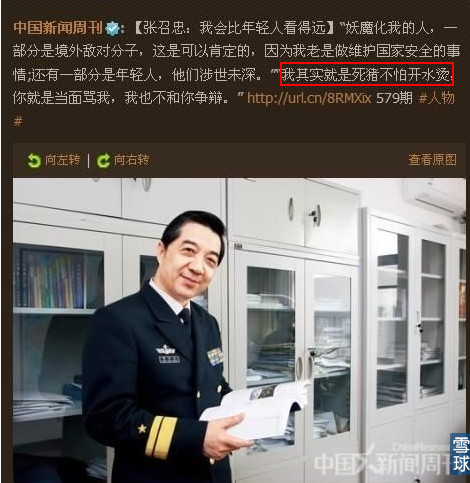 中国新闻周刊:【张召忠：我会比年轻人看得远】“妖魔化我的人，一
部分是境外敌对分子，这是可以肯定的，因为我老是做维护国家安全的事
情;还有一部分是年轻人，他们涉世未深。”“我其实就是死猪不怕开水烫，
你就是当面骂我，我也不和你争辩。” http://url.cn/8RMXix 579期 #人物
#
向左转 | 向右转 查看原图
ChinaNewsweek
中国新闻周刊
雪球